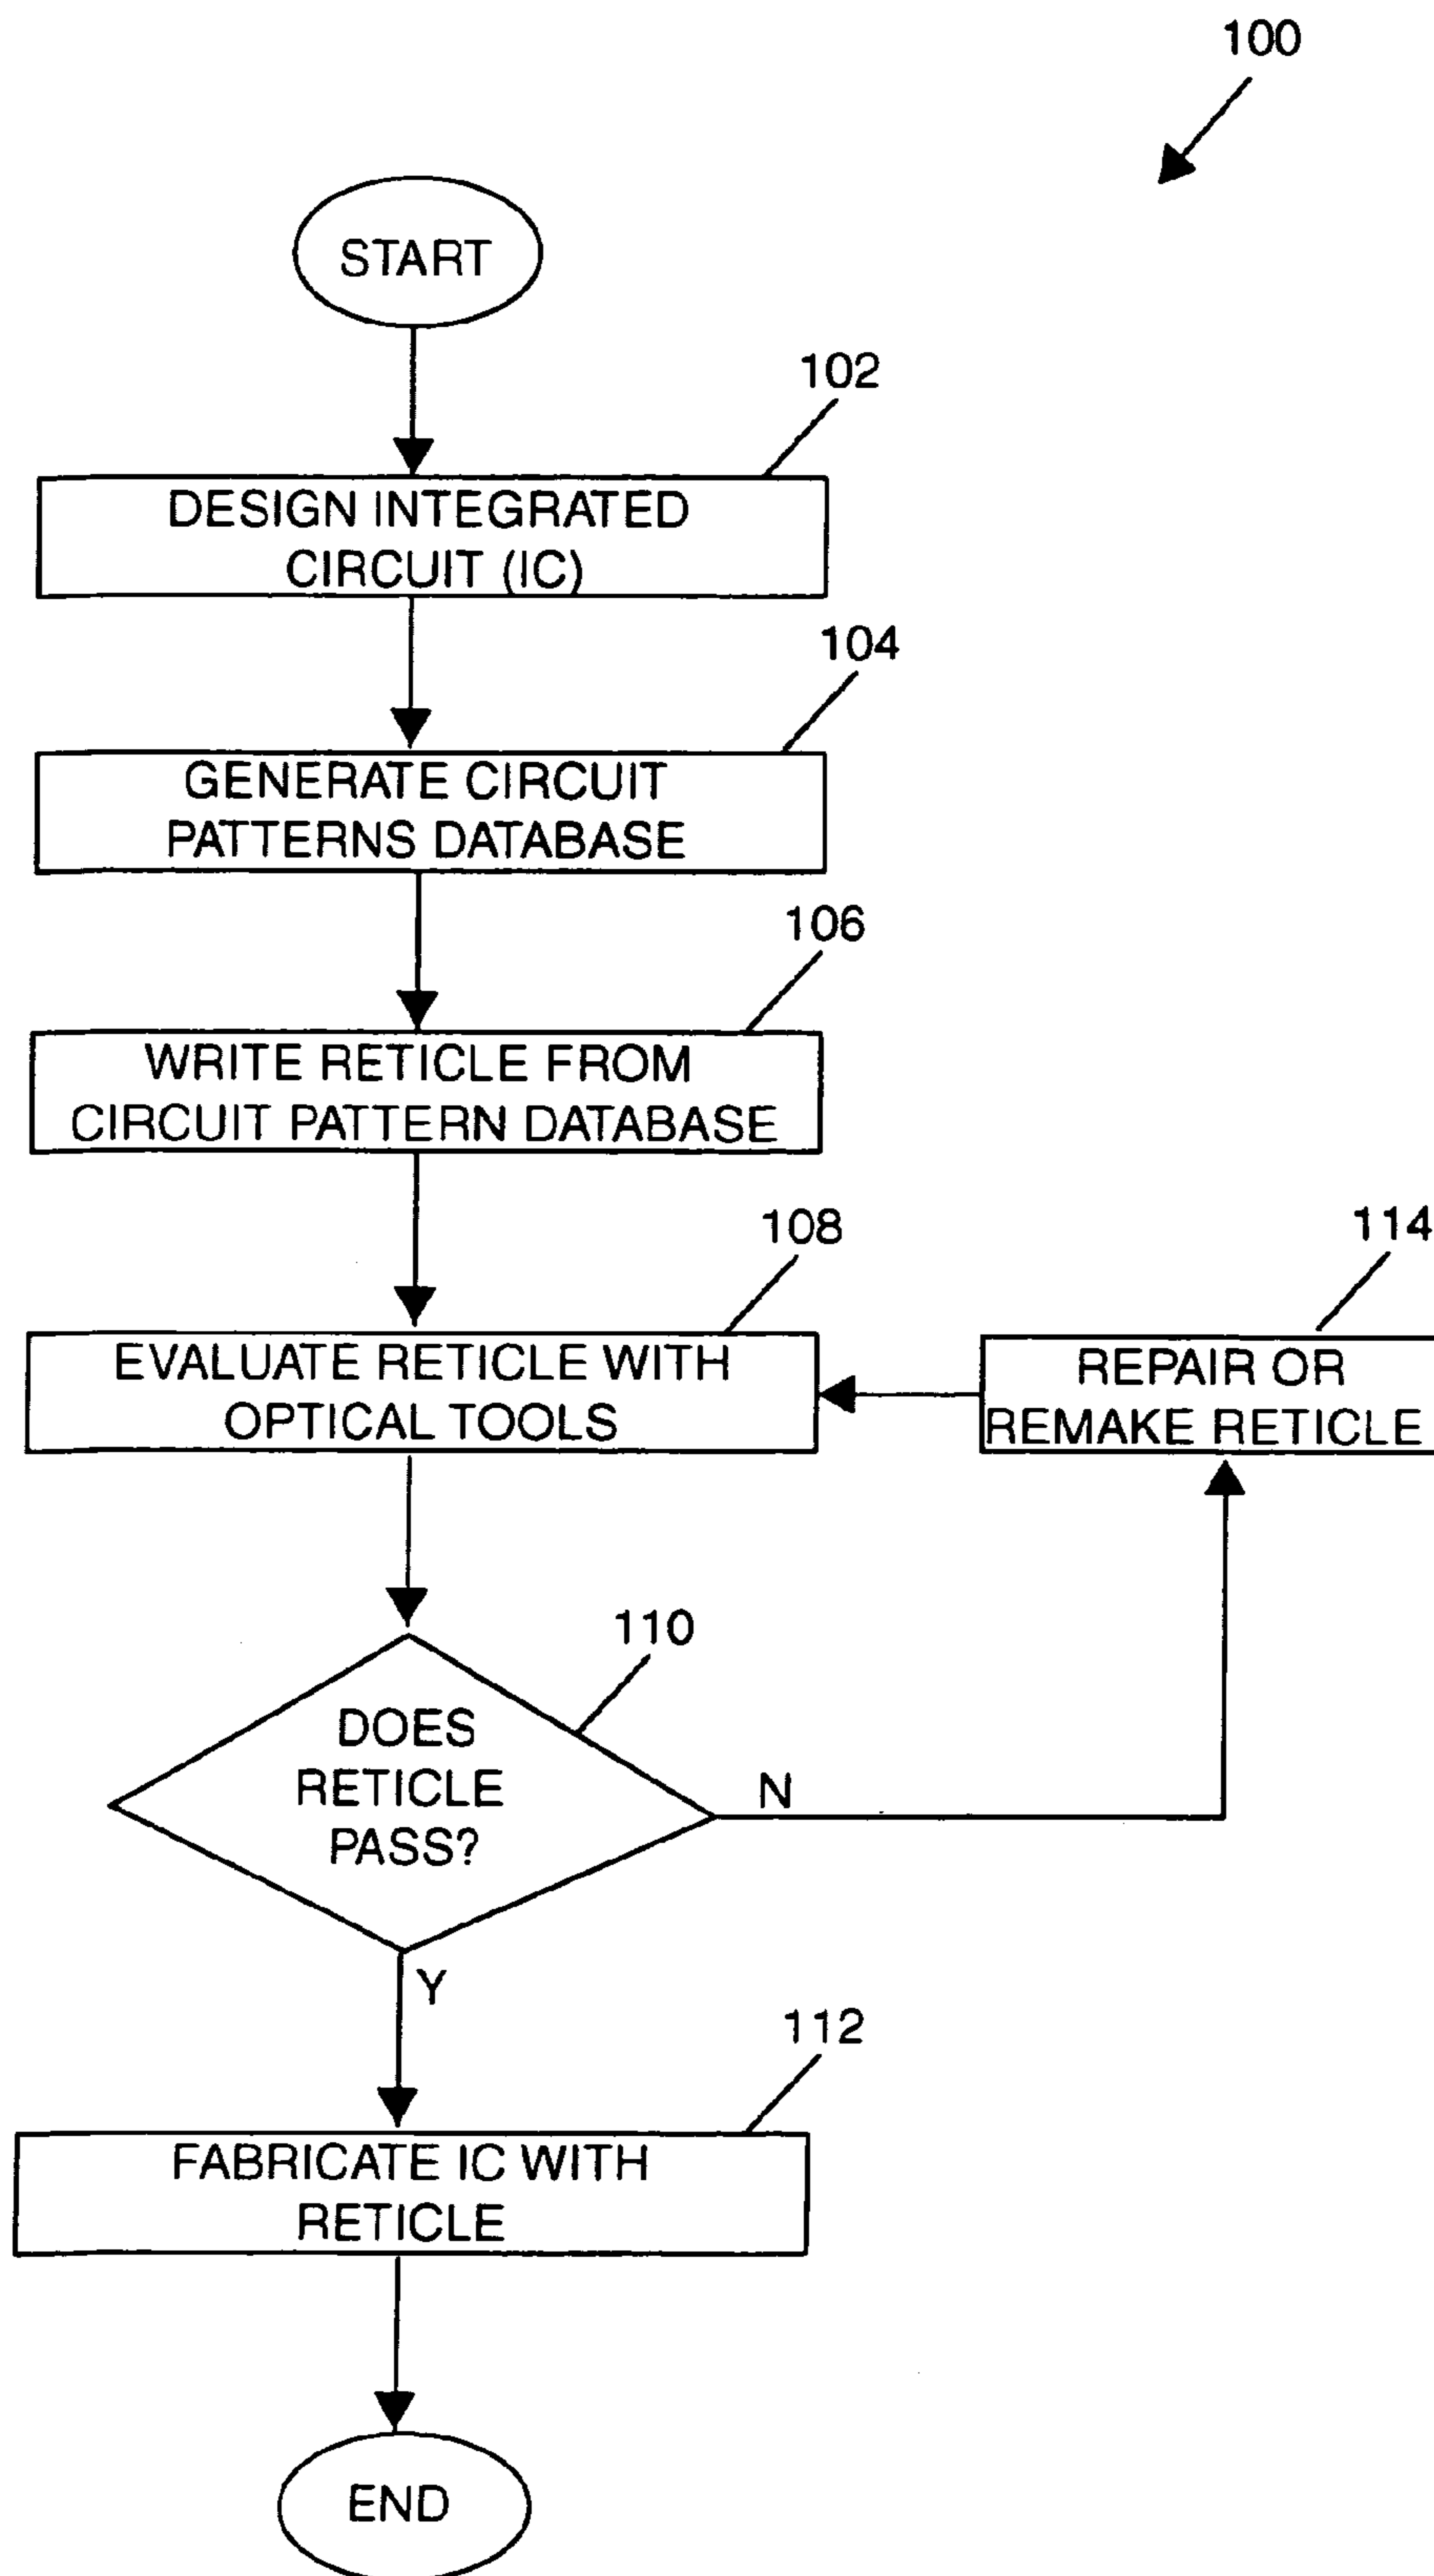 100
START
102
DESIGN INTEGRATED
CIRCUIT (IC)
104
GENERATE CIRCUIT
PATTERNS DATABASE
106
WRITE RETICLE FROM
CIRCUIT PATTERN DATABASE
108
EVALUATE RETICLE WITH
OPTICAL TOOLS
114
REPAIR OR
REMAKE RETICLE
110
DOES
RETICLE
PASS?
N
Y
112
FABRICATE IC WITH
RETICLE
END